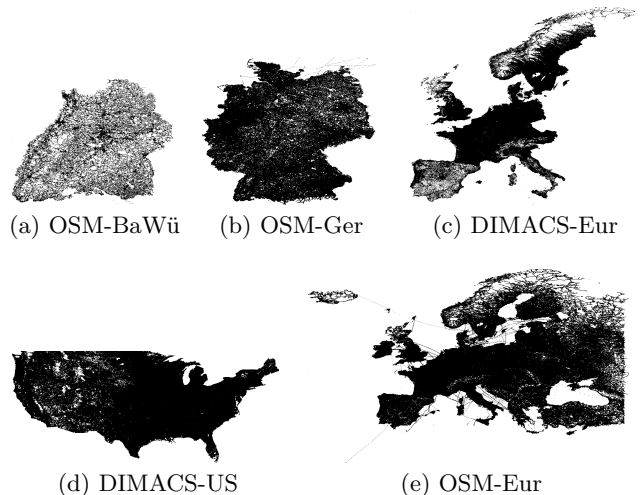 (a) OSM-BaWü
(b) OSM-Ger
(c) DIMACS-Eur
(d) DIMACS-US
(e) OSM-Eur